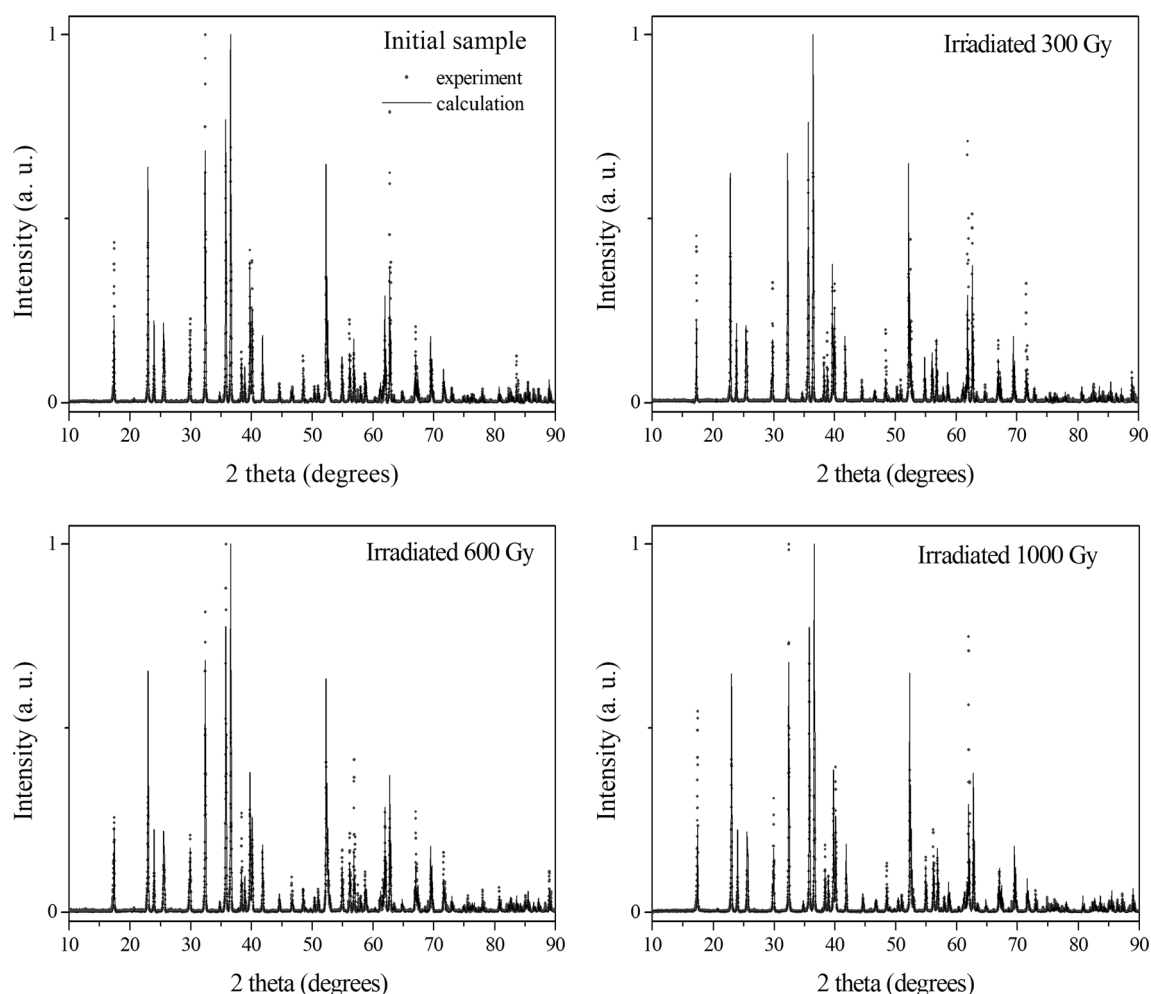 Initial sample
experiment
calculation
1
0
Intensity (a. u.)
10 20 30 40 50 60 70 80 90
2 theta (degrees)
Irradiated 300 Gy
1
0
Intensity (a. u.)
10 20 30 40 50 60 70 80 90
2 theta (degrees)
Irradiated 600 Gy
1
0
Intensity (a. u.)
10 20 30 40 50 60 70 80 90
2 theta (degrees)
Irradiated 1000 Gy
1
0
Intensity (a. u.)
10 20 30 40 50 60 70 80 90
2 theta (degrees)